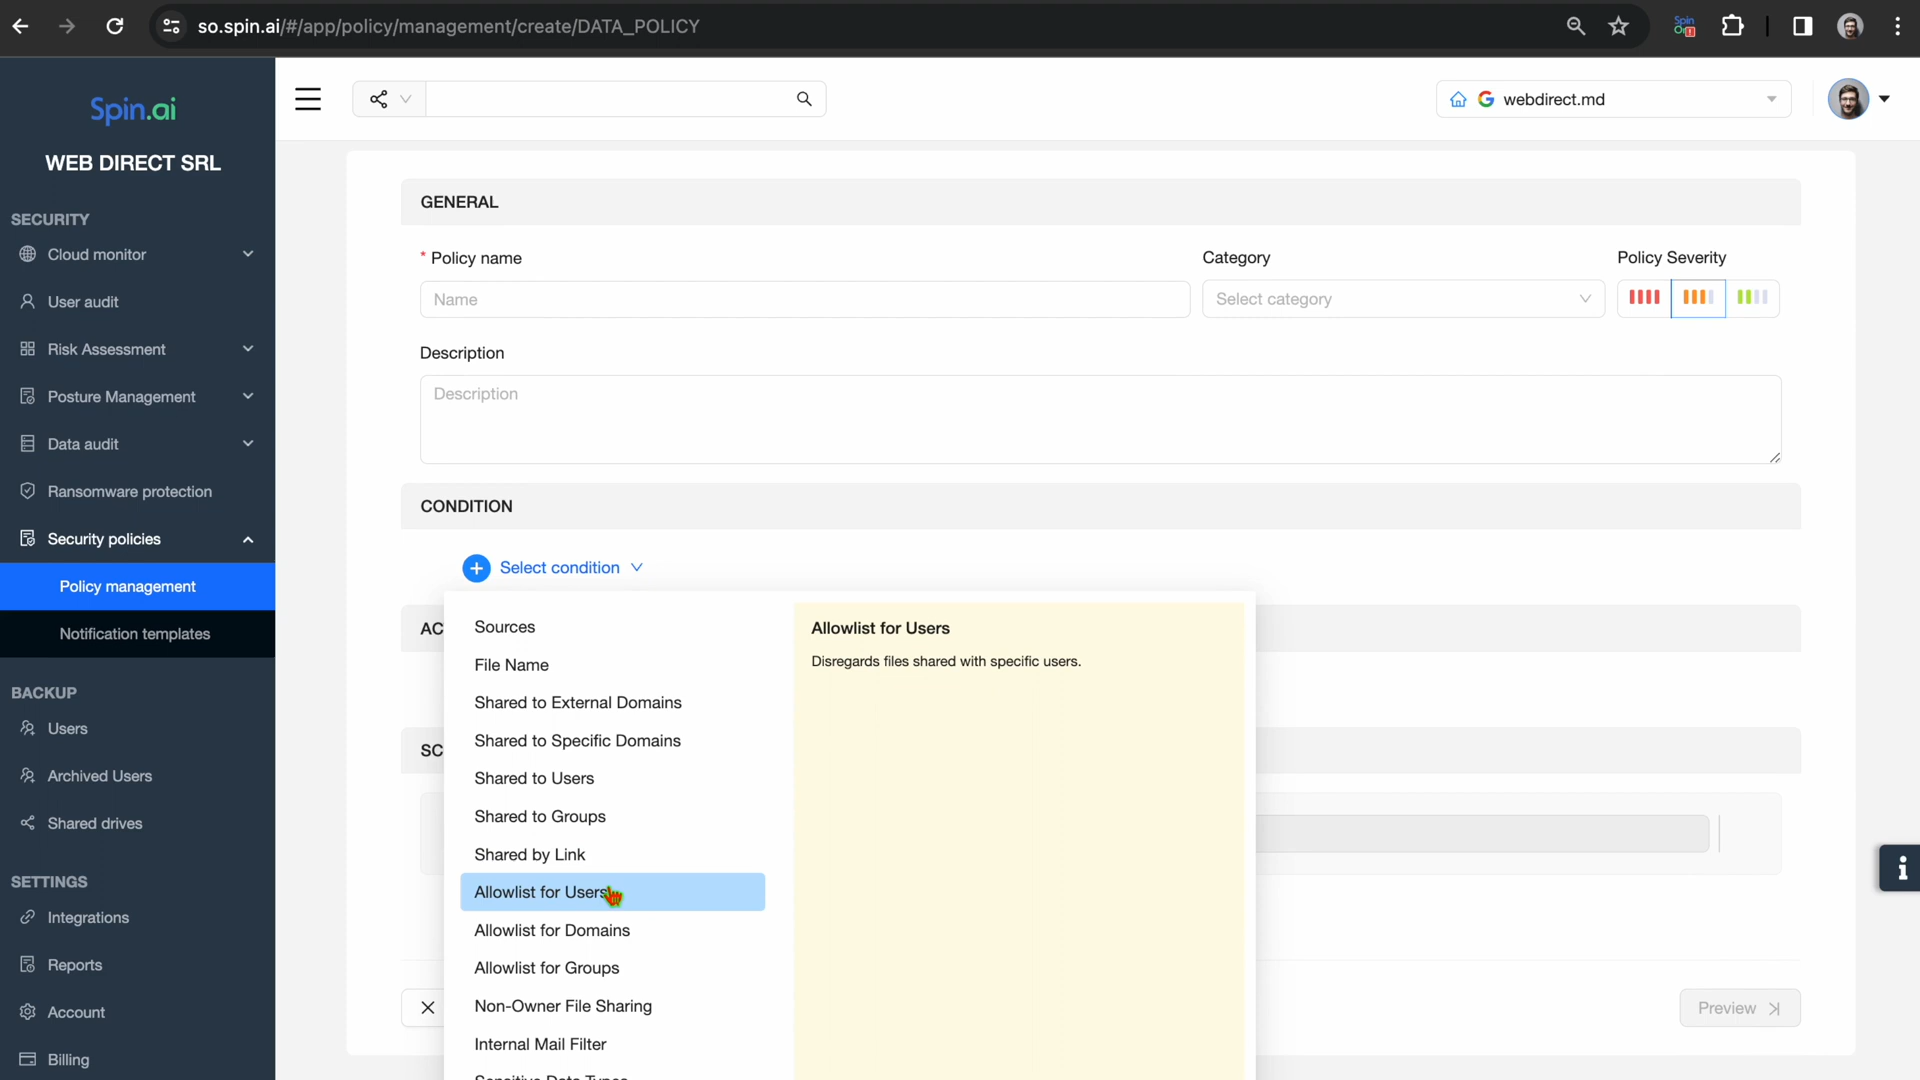 so.spin.ai/#/app/policy/management/create/DATA_POLICY
Spin
Spin.ai
WEB DIRECT SRL
webdirect.md
SECURITY
Cloud monitor
User audit
Risk Assessment
Posture Management
Data audit
Ransomware protection
Security policies
Policy management
Notification templates
BACKUP
Users
Archived Users
Shared drives
SETTINGS
Integrations
Reports
Account
Billing
GENERAL
* Policy name
Category
Policy Severity
Name
Select category
Description
Description
CONDITION
Select condition
AC
SC
Sources
File Name
Shared to External Domains
Shared to Specific Domains
Shared to Users
Shared to Groups
Shared by Link
Allowlist for Users
Allowlist for Domains
Allowlist for Groups
Non-Owner File Sharing
Internal Mail Filter
Sensitive Data Types
Allowlist for Users
Disregards files shared with specific users.
Preview